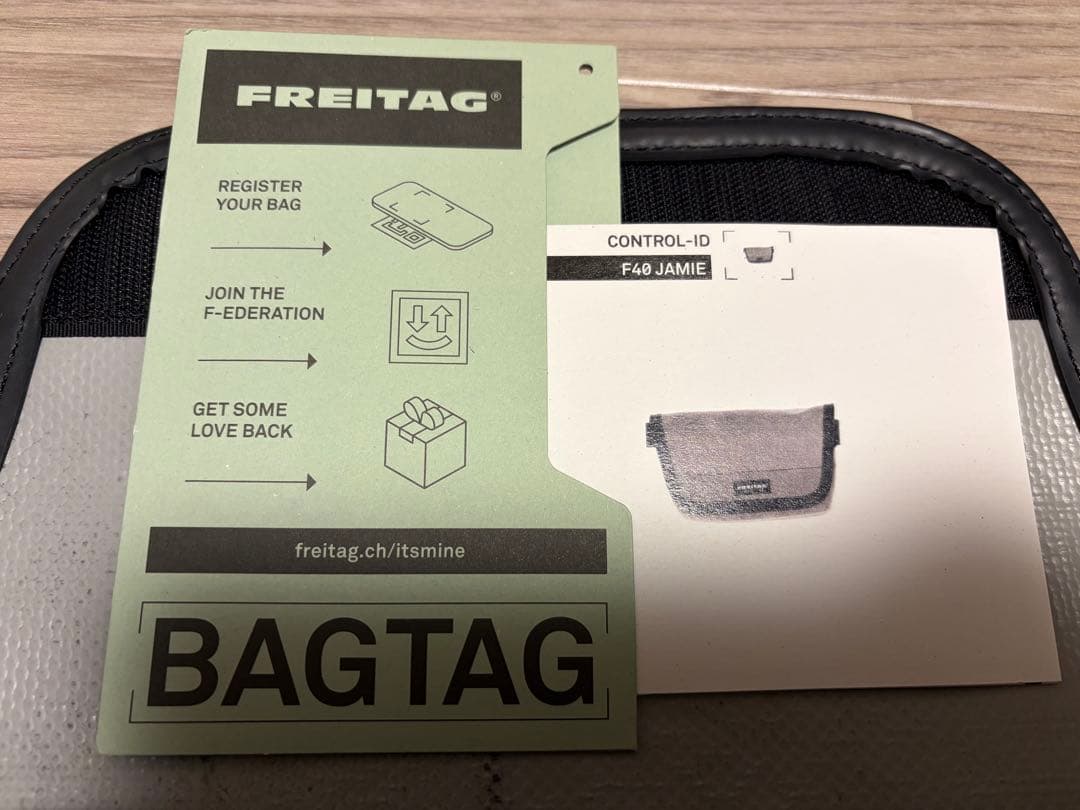 FREITAG®
REGISTER
YOUR BAG
JOIN THE
F-EDERATION
GET SOME
LOVE BACK
freitag.ch/itsmine
BAGTAG
CONTROL-ID
F40 JAMIE
FREITAG